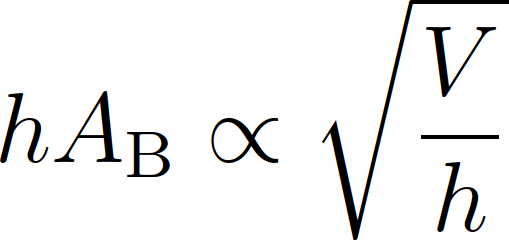 hA_B ∝ √(V/h)